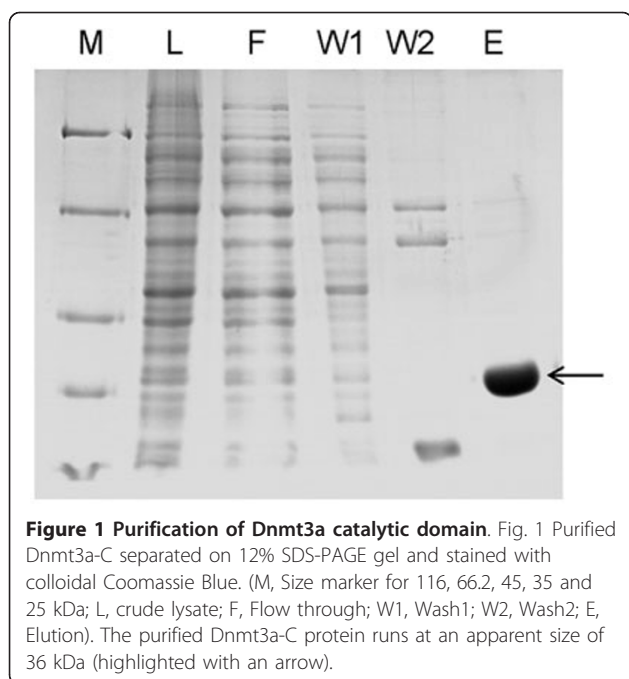 M L F W1 W2 E
Figure 1 Purification of Dnmt3a catalytic domain. Fig. 1 Purified
Dnmt3a-C separated on 12% SDS-PAGE gel and stained with
colloidal Coomassie Blue. (M, Size marker for 116, 66.2, 45, 35 and
25 kDa; L, crude lysate; F, Flow through; W1, Wash1; W2, Wash2; E,
Elution). The purified Dnmt3a-C protein runs at an apparent size of
36 kDa (highlighted with an arrow).